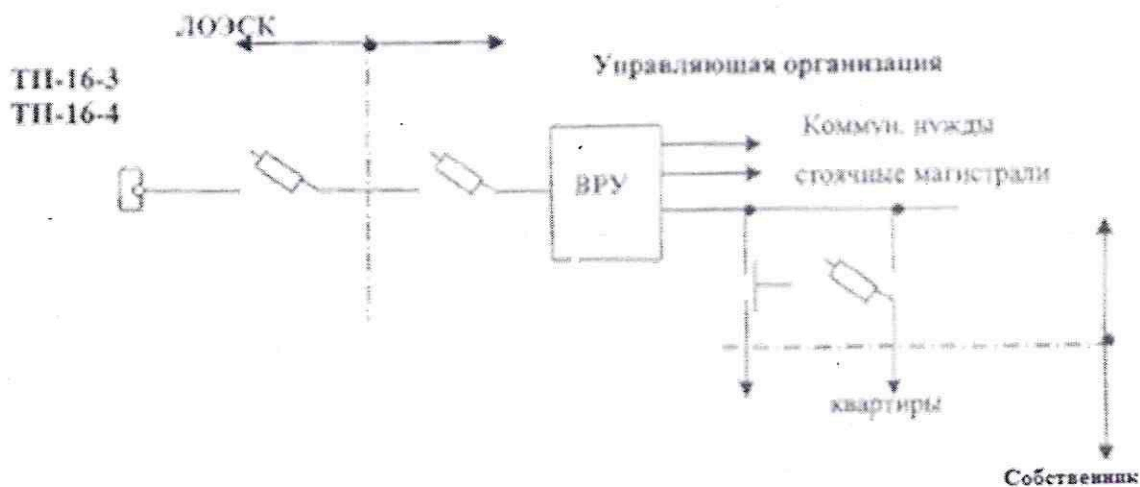 ЛОЭСК
ТП-16-3
ТП-16-4
Управляющая организация
Коммун. нужды
ВРУ
стоячные магистрали
квартиры
Собственник